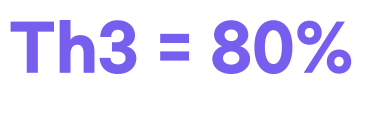 Th3 = 80%